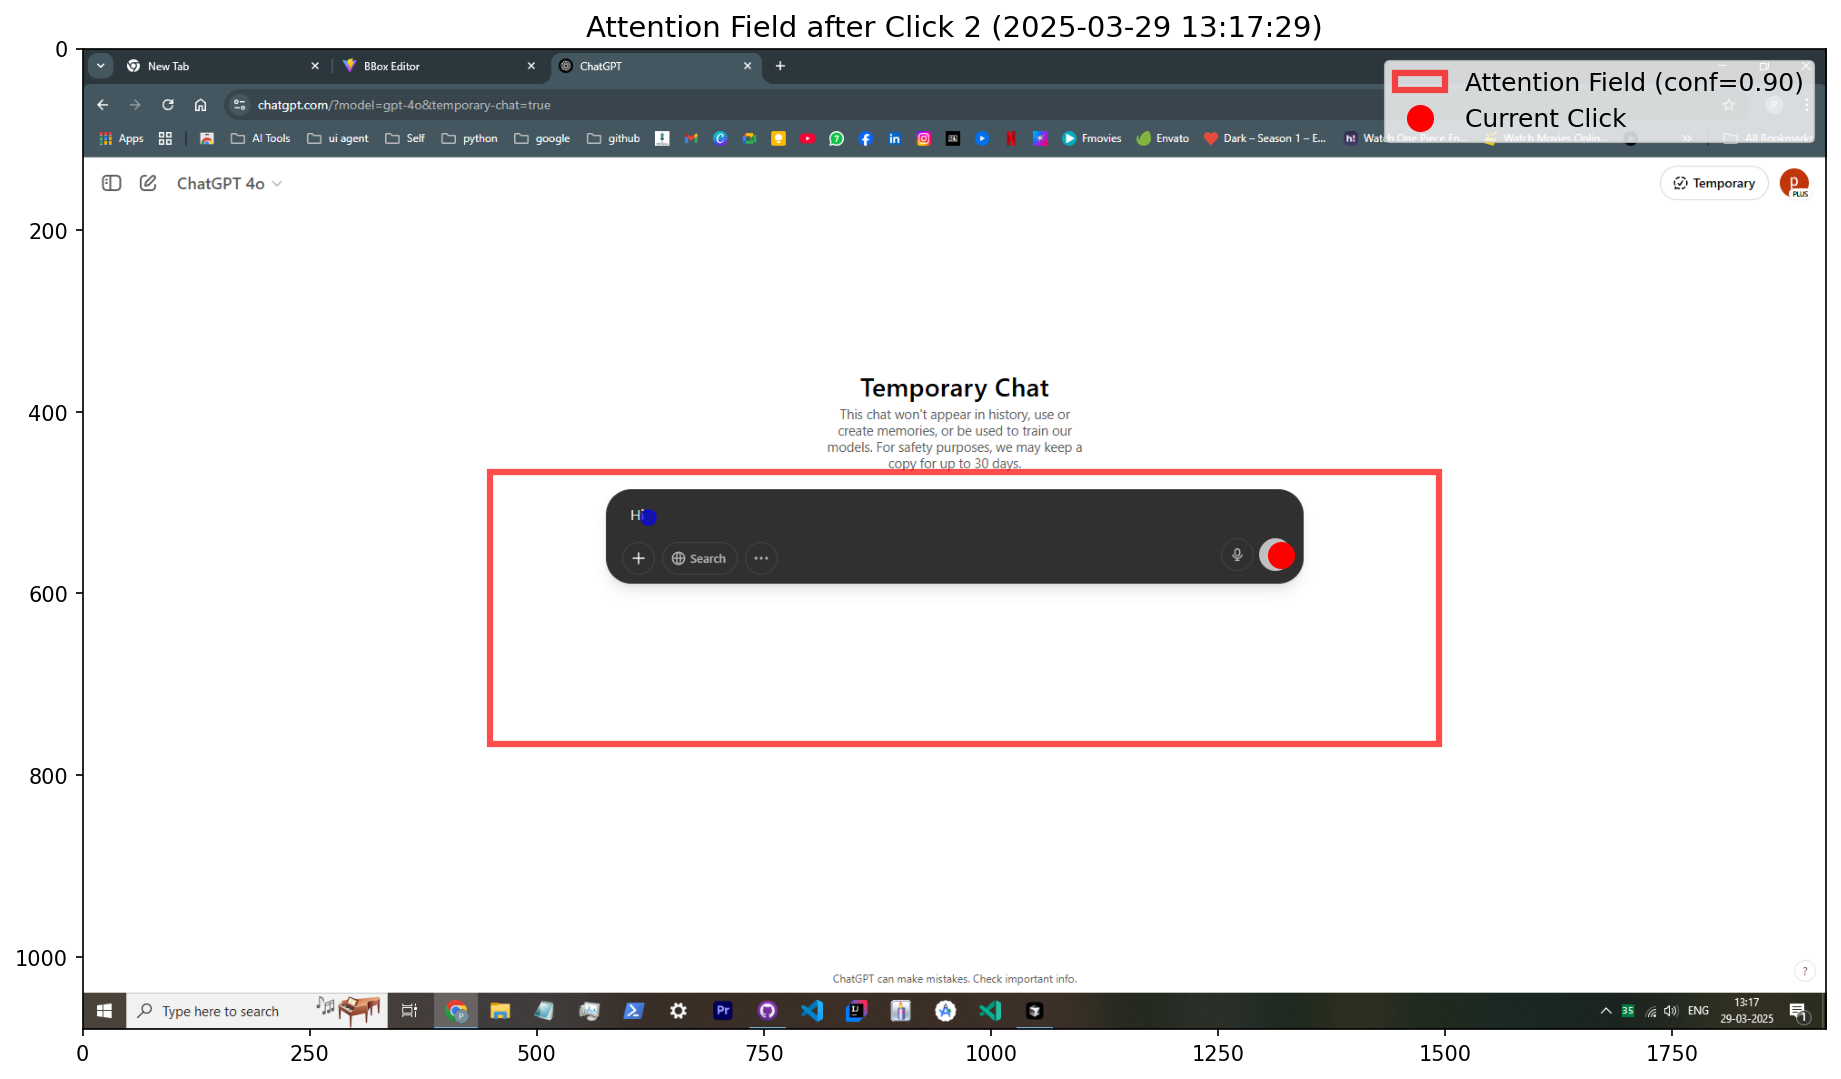 Attention Field after Click 2 (2025-03-29 13:17:29)
New Tab
BBox Editor
ChatGPT
Attention Field (conf=0.90)
Current Click
chatgpt.com/?model=gpt-4o&temporary-chat=true
Apps
AI Tools
ui agent
Self
python
google
github
Fmovies
Envato
Dark – Season 1 – E...
Watch One Piece En...
Watch Movies Onlin...
All Bookmarks
ChatGPT 4o
Temporary
p
PLUS
Temporary Chat
This chat won't appear in history, use or
create memories, or be used to train our
models. For safety purposes, we may keep a
copy for up to 30 days.
Hi
Search
ChatGPT can make mistakes. Check important info.
?
Type here to search
Pr
35
ENG
13:17
29-03-2025
1
0
200
400
600
800
1000
0
250
500
750
1000
1250
1500
1750